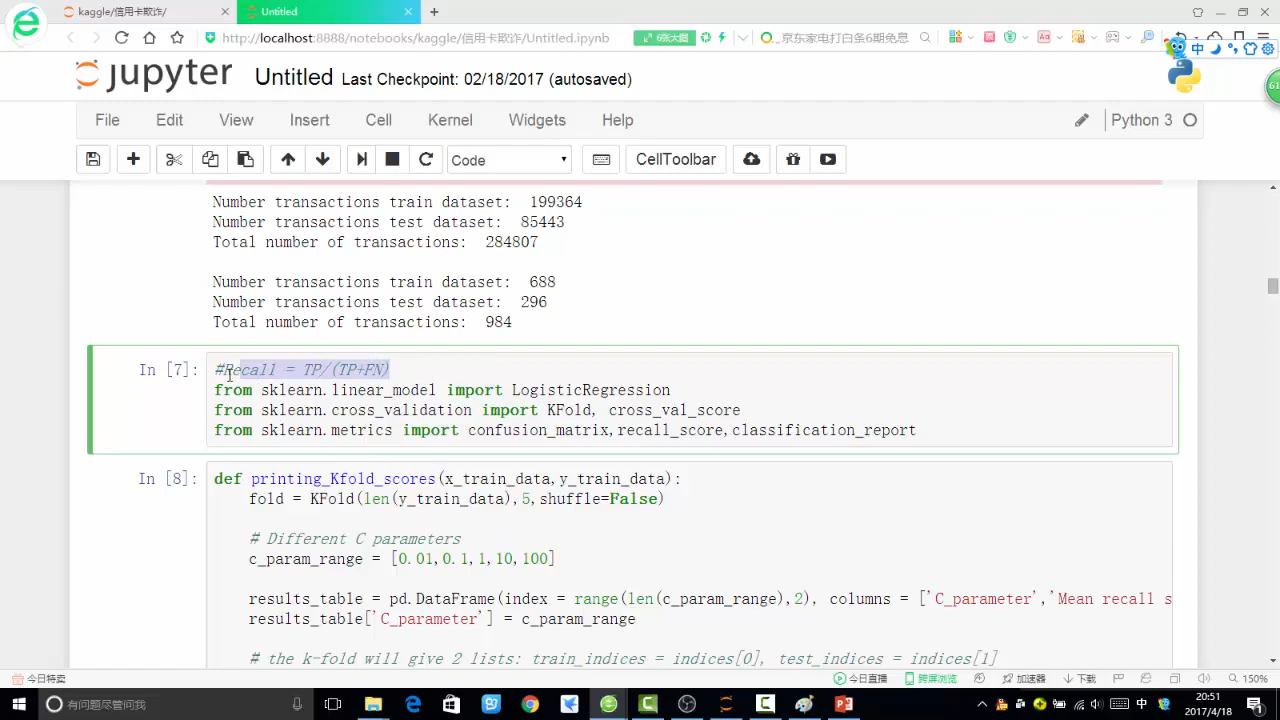 kaggle/信用卡欺诈/
Untitled
http://localhost:8888/notebooks/kaggle/信用卡欺诈/Untitled.ipynb
6张大图
京东家电打白条6期免息
中
jupyter Untitled Last Checkpoint: 02/18/2017 (autosaved)
61
File Edit View Insert Cell Kernel Widgets Help Python 3
Code CellToolbar
Number transactions train dataset:  199364
Number transactions test dataset:  85443
Total number of transactions:  284807
Number transactions train dataset:  688
Number transactions test dataset:  296
Total number of transactions:  984
In [7]: #Recall = TP/(TP+FN)
from sklearn.linear_model import LogisticRegression
from sklearn.cross_validation import KFold, cross_val_score
from sklearn.metrics import confusion_matrix,recall_score,classification_report
In [8]: def printing_Kfold_scores(x_train_data,y_train_data):
fold = KFold(len(y_train_data),5,shuffle=False)
# Different C parameters
c_param_range = [0.01,0.1,1,10,100]
results_table = pd.DataFrame(index = range(len(c_param_range),2), columns = ['C_parameter','Mean recall s
results_table['C_parameter'] = c_param_range
# the k-fold will give 2 lists: train_indices = indices[0], test_indices = indices[1]
今日特卖 今日直播 跨屏浏览 加速器 下载 150%
有问题尽管问我 中 20:51
2017/4/18